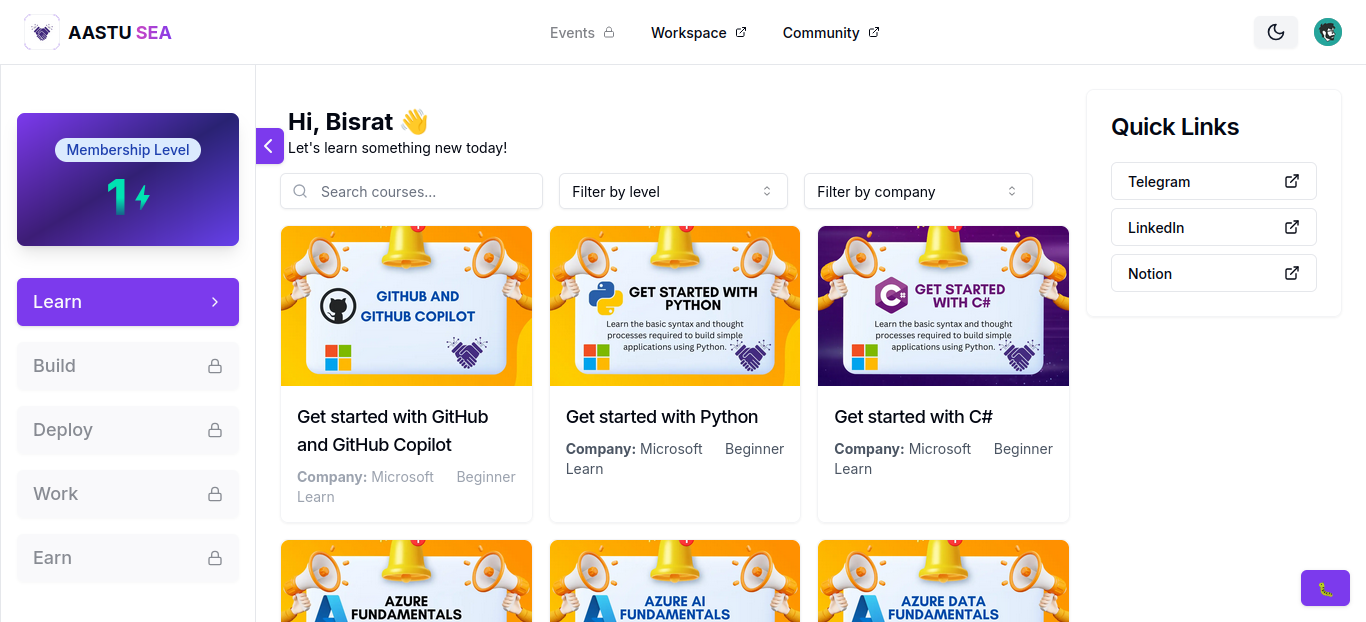 AASTU SEA
Events
Workspace
Community
Membership Level
1
Learn
Build
Deploy
Work
Earn
Hi, Bisrat 👋
Let's learn something new today!
Search courses...
Filter by level
Filter by company
GITHUB AND
GITHUB COPILOT
Get started with GitHub
and GitHub Copilot
Company: Microsoft Beginner
Learn
GET STARTED WITH
PYTHON
Learn the basic syntax and thought
processes required to build simple
applications using Python.
Get started with Python
Company: Microsoft Beginner
Learn
GET STARTED
WITH C#
Learn the basic syntax and thought
processes required to build simple
applications using Python.
Get started with C#
Company: Microsoft Beginner
Learn
AZURE
FUNDAMENTALS
AZURE AI
FUNDAMENTALS
AZURE DATA
FUNDAMENTALS
Quick Links
Telegram
LinkedIn
Notion